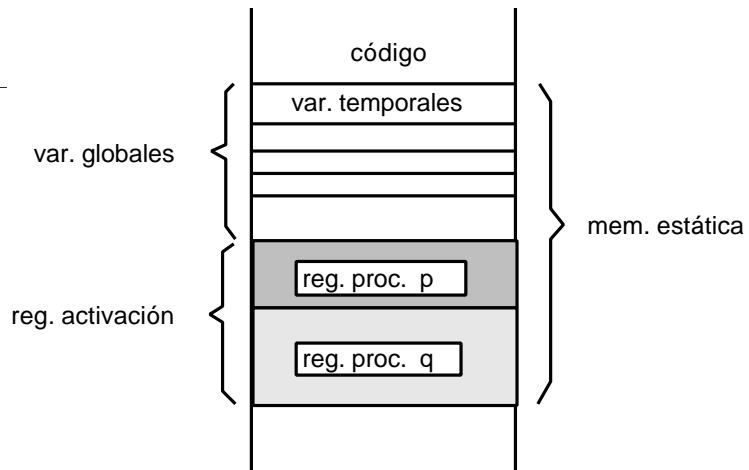 código
var. temporales
var. globales
mem. estática
reg. proc. p
reg. activación
reg. proc. q